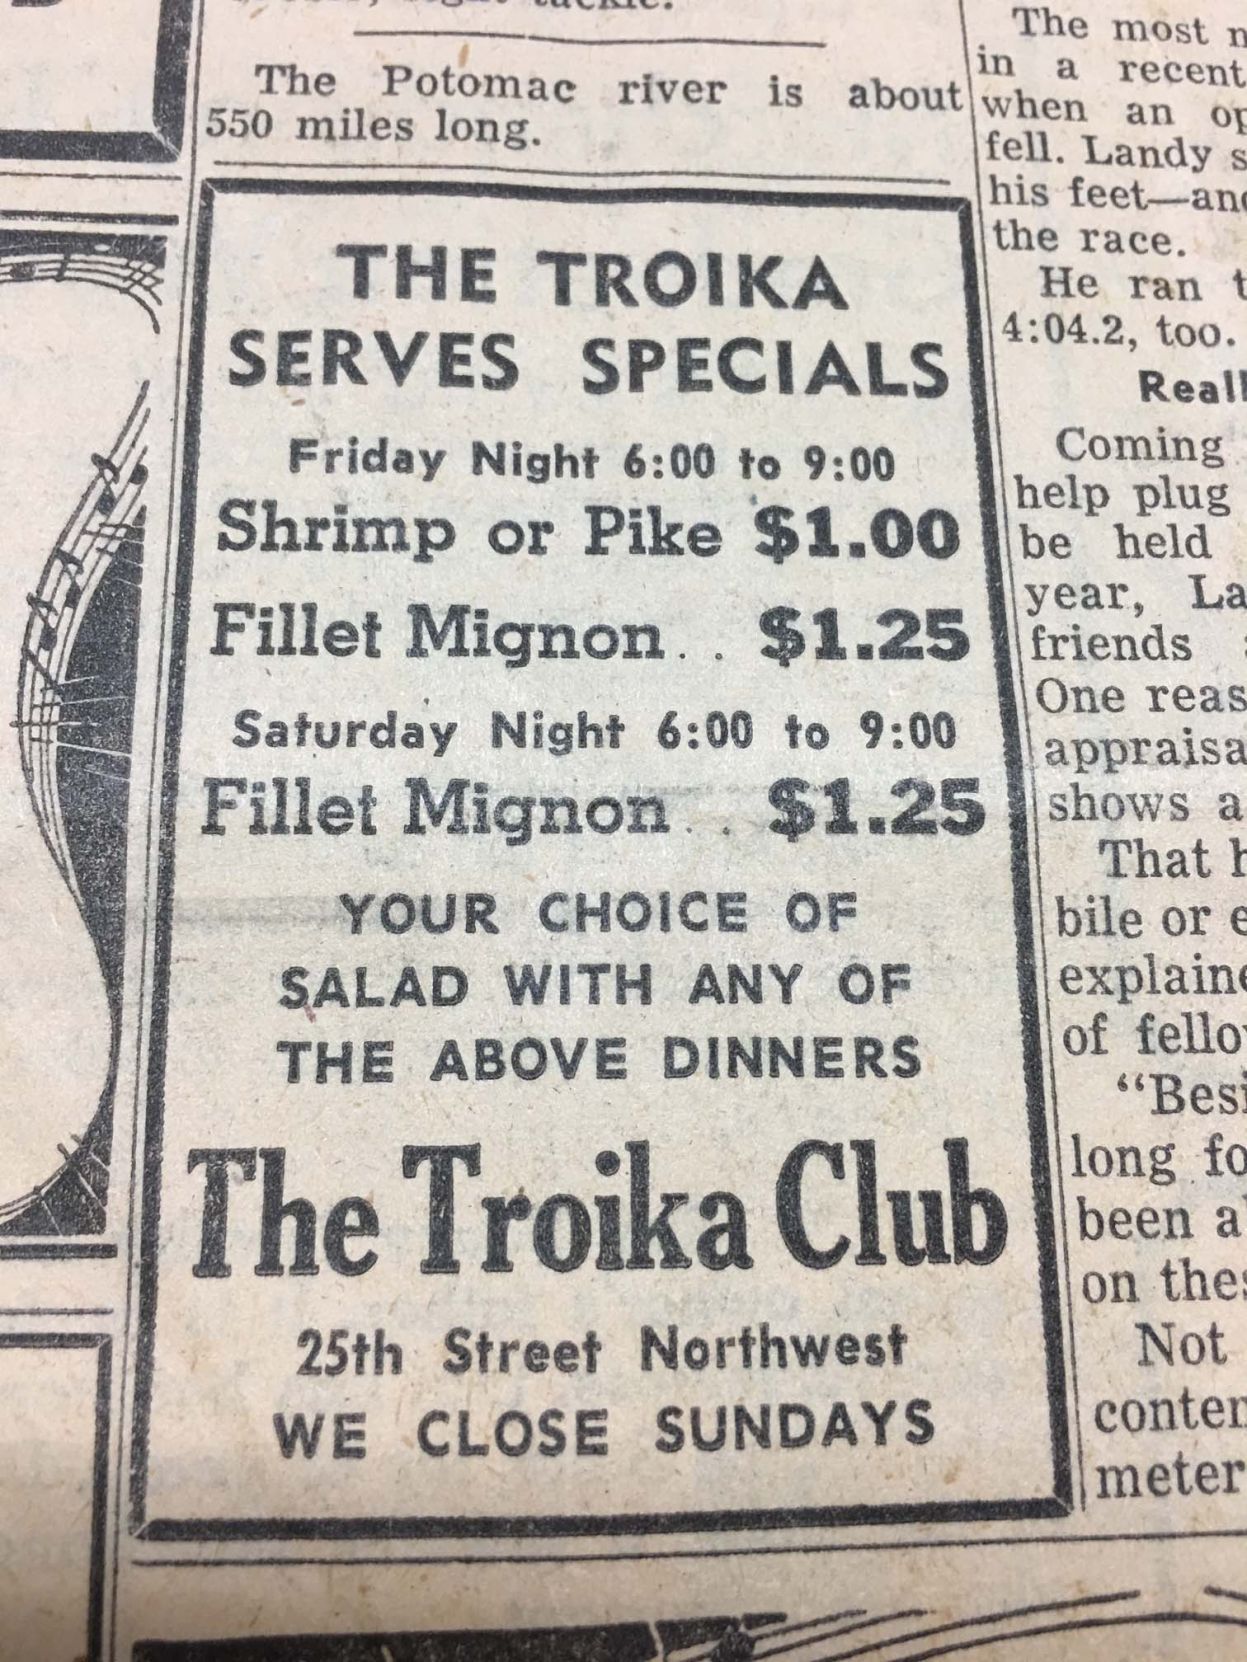 The Potomac river is about
550 miles long.
THE TROIKA
SERVES SPECIALS
Friday Night 6:00 to 9:00
Shrimp or Pike $1.00
Fillet Mignon . . $1.25
Saturday Night 6:00 to 9:00
Fillet Mignon . . $1.25
YOUR CHOICE OF
SALAD WITH ANY OF
THE ABOVE DINNERS
The Troika Club
25th Street Northwest
WE CLOSE SUNDAYS
The most
in a recent
when an
fell. Landy
his feet—
the race.
He ran
4:04.2, too.
Coming
help plug
be held
year,
friends
One
shows a
That
bile or
of
long
been
on
Not